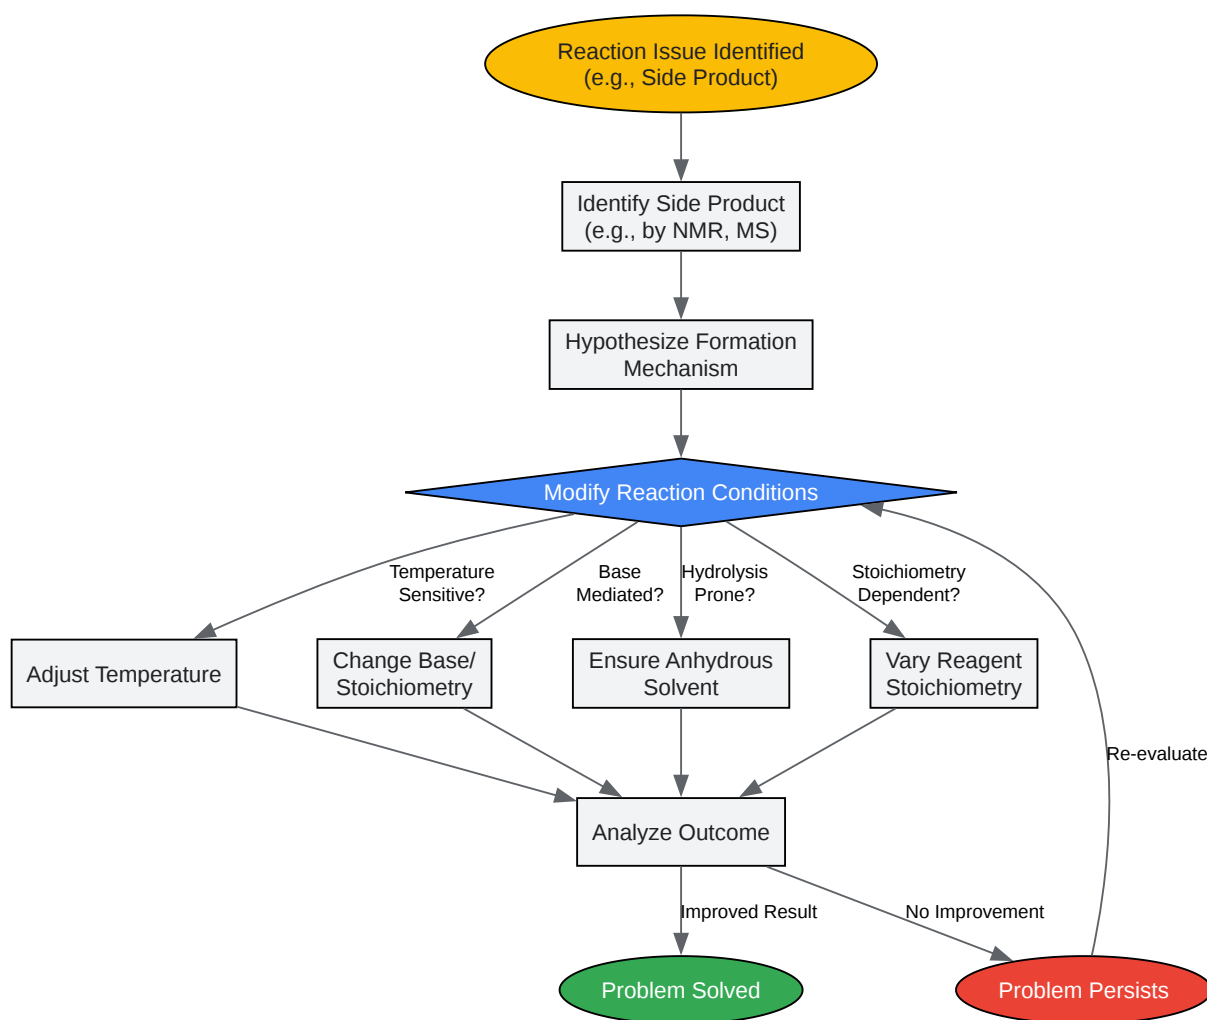 Reaction Issue Identified
(e.g., Side Product)
Identify Side Product
(e.g., by NMR, MS)
Hypothesize Formation
Mechanism
Modify Reaction Conditions
Temperature
Sensitive?
Base
Mediated?
Hydrolysis
Prone?
Stoichiometry
Dependent?
Adjust Temperature
Change Base/
Stoichiometry
Ensure Anhydrous
Solvent
Vary Reagent
Stoichiometry
Re-evaluate
Analyze Outcome
Improved Result
No Improvement
Problem Solved
Problem Persists